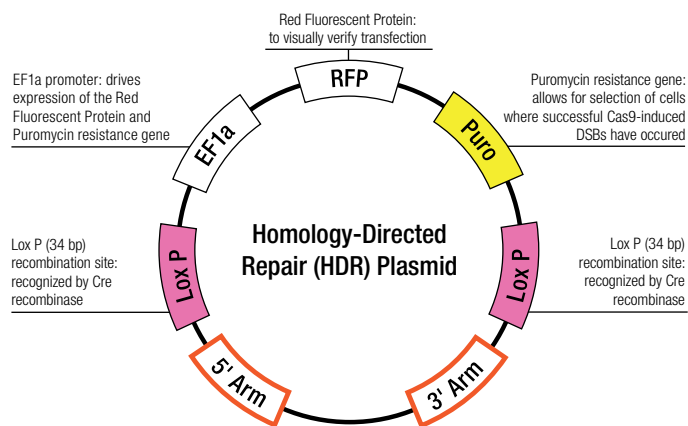 Red Fluorescent Protein:
to visually verify transfection
RFP
EF1a promoter: drives
expression of the Red
Fluorescent Protein and
Puromycin resistance gene
EF1a
Puromycin resistance gene:
allows for selection of cells
where successful Cas9-induced
DSBs have occured
Puro
Homology-Directed
Repair (HDR) Plasmid
Lox P (34 bp)
recombination site:
recognized by Cre
recombinase
Lox P
Lox P
Lox P (34 bp)
recombination site:
recognized by Cre
recombinase
5' Arm
3' Arm